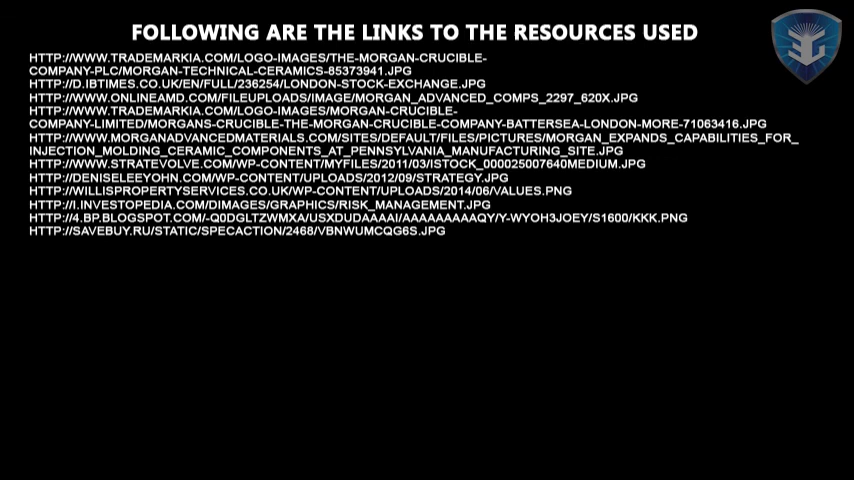 FOLLOWING ARE THE LINKS TO THE RESOURCES USED
HTTP://WWW.TRADEMARKIA.COM/LOGO-IMAGES/THE-MORGAN-CRUCIBLE-
COMPANY-PLC/MORGAN-TECHNICAL-CERAMICS-85373941.JPG
HTTP://D.IBTIMES.CO.UK/EN/FULL/236254/LONDON-STOCK-EXCHANGE.JPG
HTTP://WWW.ONLINEAMD.COM/FILEUPLOADS/IMAGE/MORGAN_ADVANCED_COMPS_2297_620X.JPG
HTTP://WWW.TRADEMARKIA.COM/LOGO-IMAGES/MORGAN-CRUCIBLE-
COMPANY-LIMITED/MORGANS-CRUCIBLE-THE-MORGAN-CRUCIBLE-COMPANY-BATTERSEA-LONDON-MORE-71063416.JPG
HTTP://WWW.MORGANADVANCEDMATERIALS.COM/SITES/DEFAULT/FILES/PICTURES/MORGAN_EXPANDS_CAPABILITIES_FOR_
INJECTION_MOLDING_CERAMIC_COMPONENTS_AT_PENNSYLVANIA_MANUFACTURING_SITE.JPG
HTTP://WWW.STRATEVOLVE.COM/WP-CONTENT/MYFILES/2011/03/ISTOCK_000025007640MEDIUM.JPG
HTTP://DENISELEEYOHN.COM/WP-CONTENT/UPLOADS/2012/09/STRATEGY.JPG
HTTP://WILLISPROPERTYSERVICES.CO.UK/WP-CONTENT/UPLOADS/2014/06/VALUES.PNG
HTTP://I.INVESTOPEDIA.COM/DIMAGES/GRAPHICS/RISK_MANAGEMENT.JPG
HTTP://4.BP.BLOGSPOT.COM/-Q0DGLTZWMXA/USXDUDAAAAI/AAAAAAAAAQY/Y-WYOH3JOEY/S1600/KKK.PNG
HTTP://SAVEBUY.RU/STATIC/SPECACTION/2468/VBNWUMCQG6S.JPG